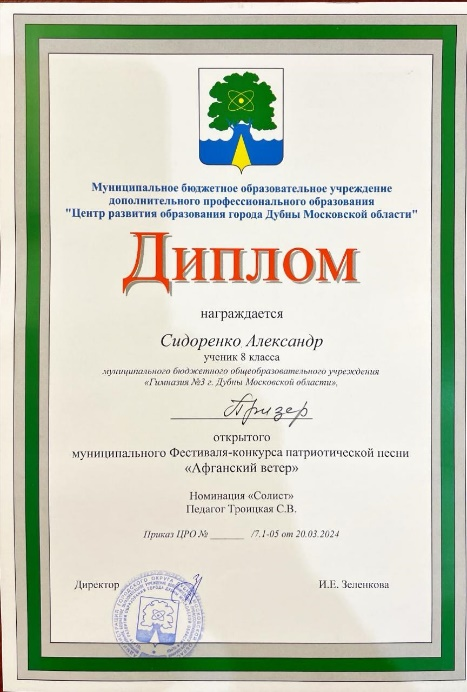 Муниципальное бюджетное образовательное учреждение
дополнительного профессионального образования
"Центр развития образования города Дубны Московской области"
Диплом
награждается
Сидоренко Александр
ученик 8 класса
муниципального бюджетного общеобразовательного учреждения
«Гимназия №3 г. Дубны Московской области»,
Призер
открытого
муниципального Фестиваля-конкурса патриотической песни
«Афганский ветер»
Номинация «Солист»
Педагог Троицкая С.В.
Приказ ЦРО № ______ /7.1-05 от 20.03.2024
Директор И.Е. Зеленкова